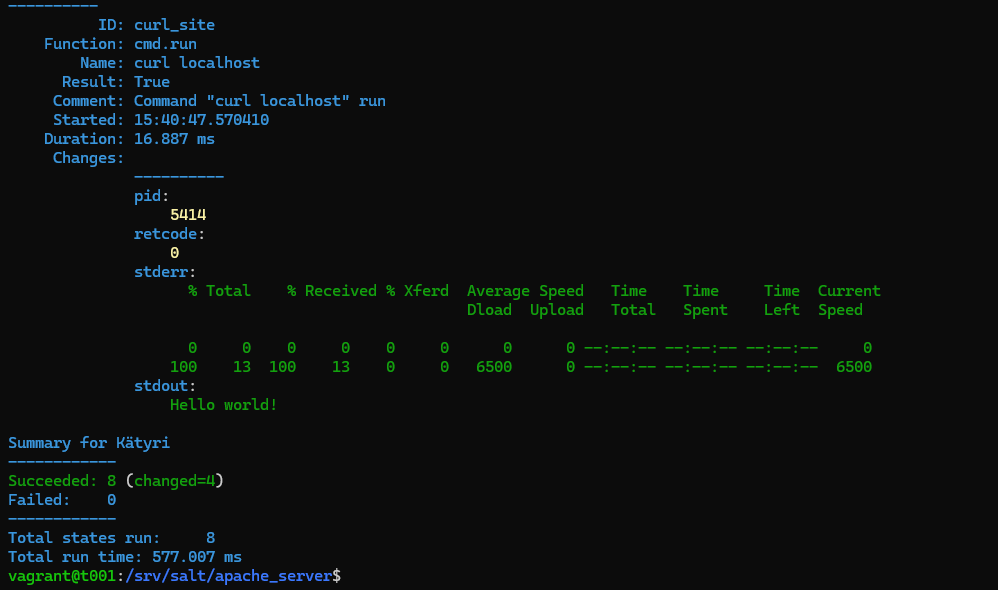 ----------
          ID: curl_site
    Function: cmd.run
        Name: curl localhost
      Result: True
     Comment: Command "curl localhost" run
     Started: 15:40:47.570410
    Duration: 16.887 ms
     Changes:
              ----------
              pid:
                  5414
              retcode:
                  0
              stderr:
                    % Total    % Received % Xferd  Average Speed   Time    Time     Time  Current
                                                   Dload  Upload   Total   Spent    Left  Speed
                    0     0    0     0    0     0      0      0 --:--:-- --:--:-- --:--:--     0
                  100    13  100    13    0     0   6500      0 --:--:-- --:--:-- --:--:--  6500
              stdout:
                  Hello world!
Summary for Kätyri
------------
Succeeded: 8 (changed=4)
Failed:    0
------------
Total states run:     8
Total run time: 577.007 ms
vagrant@t001:/srv/salt/apache_server$